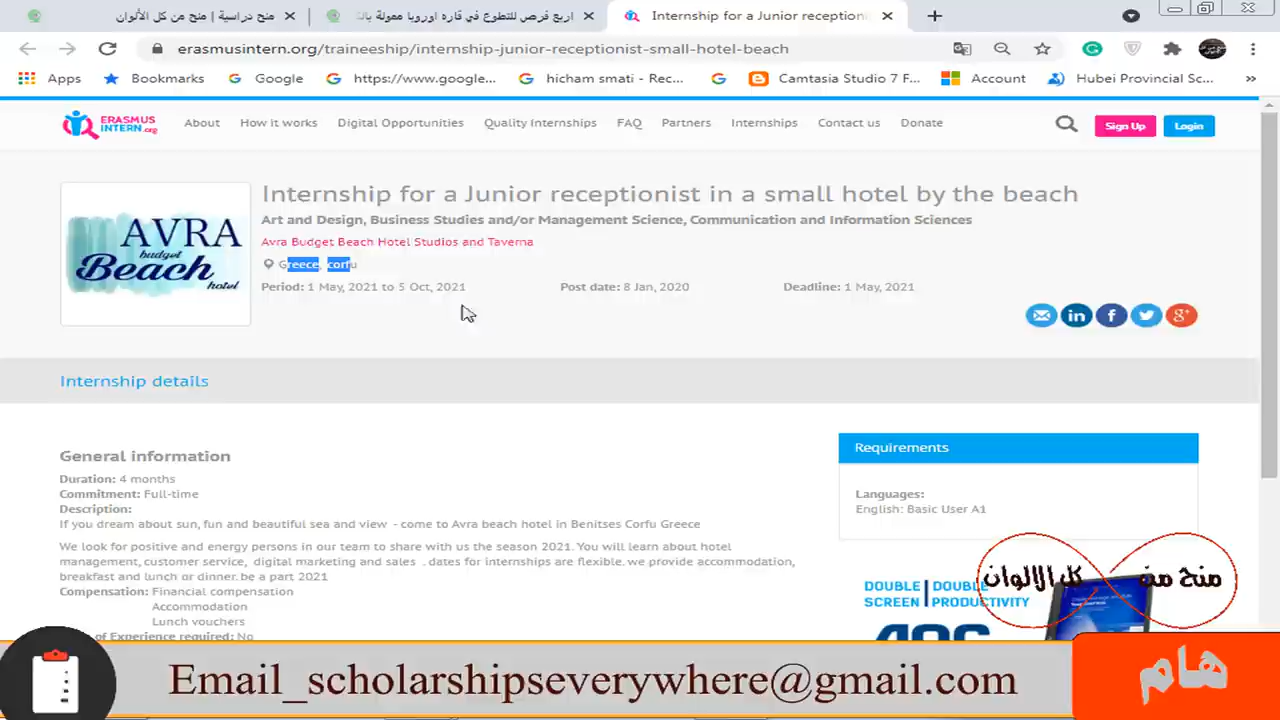 منح دراسية | منح من كل الألوان
اربع فرص للتطوع في قاره اوروبا ممولة بالك
Internship for a Junior reception
erasmusintern.org/traineeship/internship-junior-receptionist-small-hotel-beach
Apps
Bookmarks
Google
https://www.google...
hicham smati - Rec...
Camtasia Studio 7 F...
Account
Hubei Provincial Sc...
»
ERASMUS
INTERN.org
About
How it works
Digital Opportunities
Quality Internships
FAQ
Partners
Internships
Contact us
Donate
Sign Up
Login
AVRA
budget
Beach
hotel
Internship for a Junior receptionist in a small hotel by the beach
Art and Design, Business Studies and/or Management Science, Communication and Information Sciences
Avra Budget Beach Hotel Studios and Taverna
Greece, corfu
Period: 1 May, 2021 to 5 Oct, 2021
Post date: 8 Jan, 2020
Deadline: 1 May, 2021
Internship details
General information
Duration: 4 months
Commitment: Full-time
Description:
If you dream about sun, fun and beautiful sea and view - come to Avra beach hotel in Benitses Corfu Greece
We look for positive and energy persons in our team to share with us the season 2021. You will learn about hotel
management, customer service, digital marketing and sales . dates for internships are flexible. we provide accommodation,
breakfast and lunch or dinner. be a part 2021
Compensation: Financial compensation
Accommodation
Lunch vouchers
of Experience required: No
Requirements
Languages:
English: Basic User A1
منح من كل الالوان
DOUBLE SCREEN
DOUBLE PRODUCTIVITY
AOC
Email_scholarshipseverywhere@gmail.com
هام